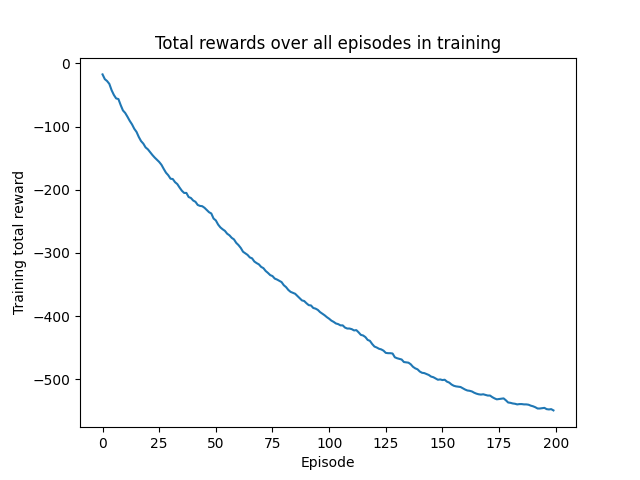 Total rewards over all episodes in training
Training total reward
0
−100
−200
−300
−400
−500
0 25 50 75 100 125 150 175 200
Episode